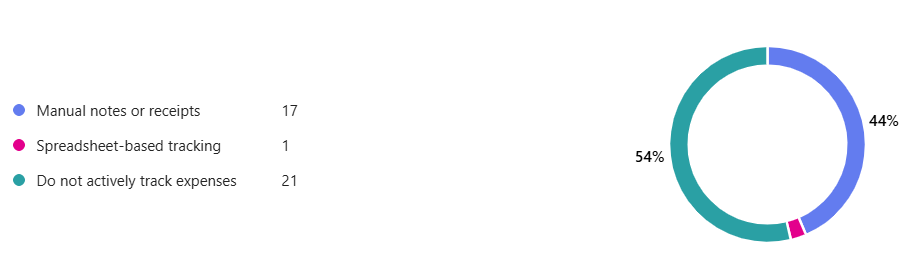 Manual notes or receipts 17
Spreadsheet-based tracking 1
Do not actively track expenses 21
44%
54%